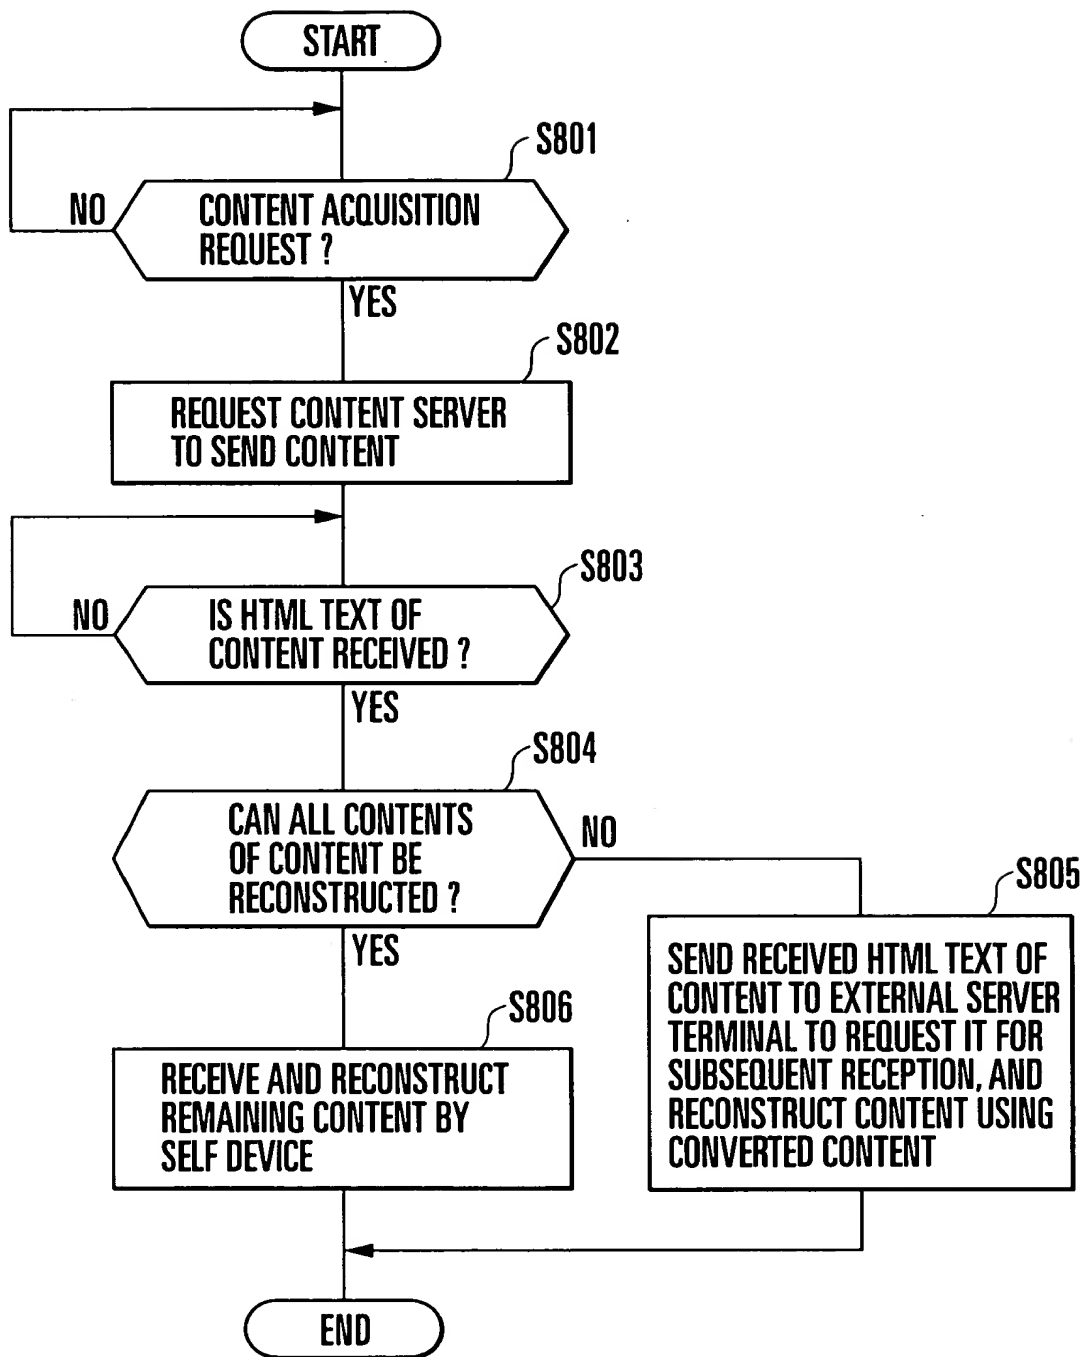 START
S801
NO
CONTENT ACQUISITION
REQUEST ?
YES
S802
REQUEST CONTENT SERVER
TO SEND CONTENT
S803
NO
IS HTML TEXT OF
CONTENT RECEIVED ?
YES
S804
CAN ALL CONTENTS
OF CONTENT BE
RECONSTRUCTED ?
NO
YES
S805
SEND RECEIVED HTML TEXT OF
CONTENT TO EXTERNAL SERVER
TERMINAL TO REQUEST IT FOR
SUBSEQUENT RECEPTION, AND
RECONSTRUCT CONTENT USING
CONVERTED CONTENT
S806
RECEIVE AND RECONSTRUCT
REMAINING CONTENT BY
SELF DEVICE
END